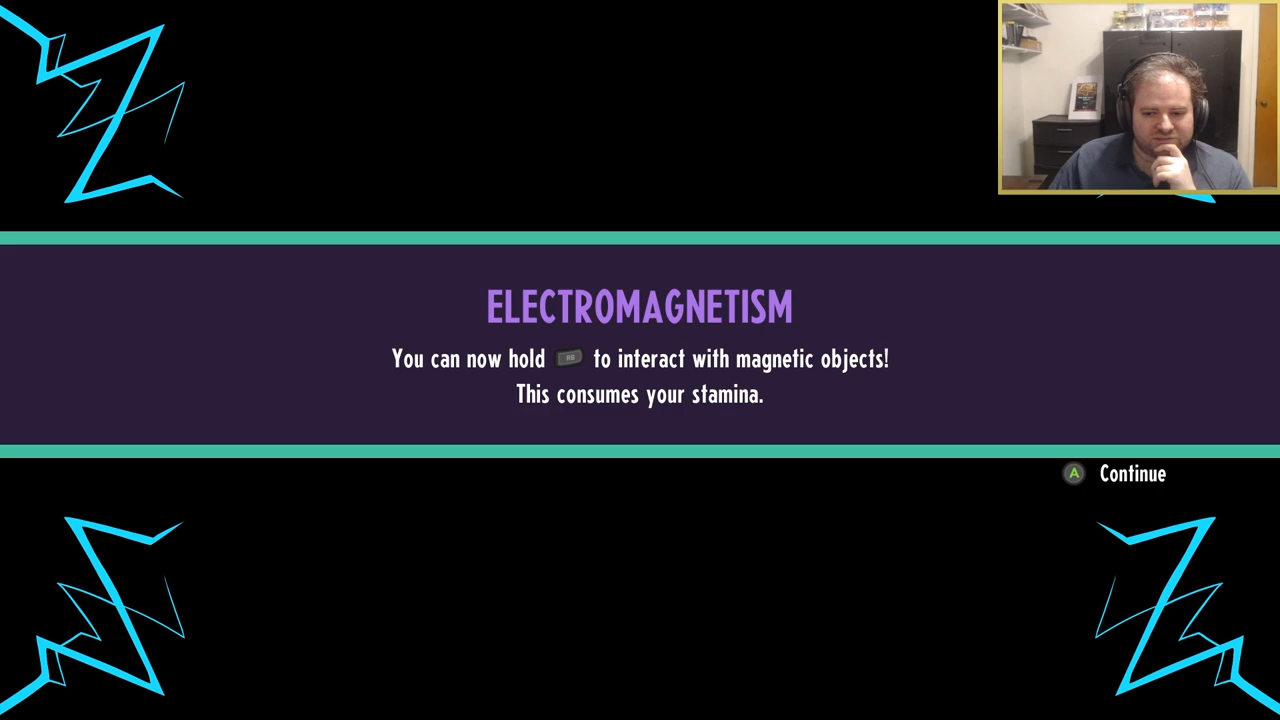 ELECTROMAGNETISM
You can now hold RB to interact with magnetic objects!
This consumes your stamina.
A Continue